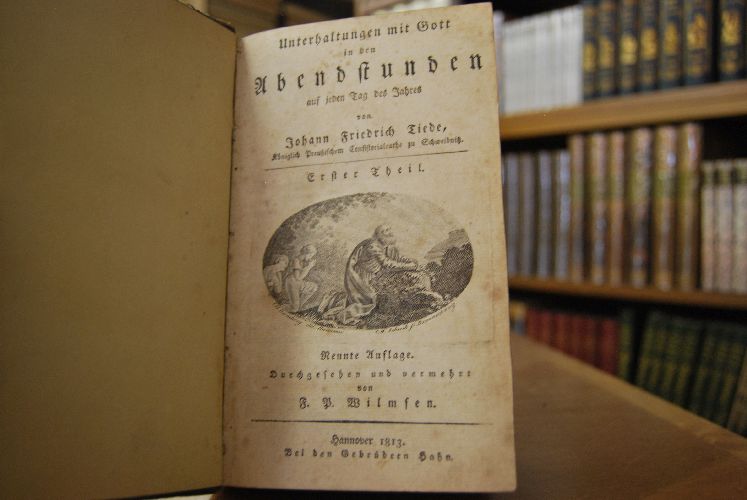 Unterhaltungen mit Gott
in den
Abendstunden
auf jeden Tag des Jahres
von
Johann Friedrich Tiede,
Königlich Preußischem Consistorialrathe zu Schweidnitz.
Erster Theil.
Neunte Auflage.
Durchgesehen und vermehrt
von
F. P. Wilmsen.
Hannover 1813.
Bei den Gebrüdern Hahn.